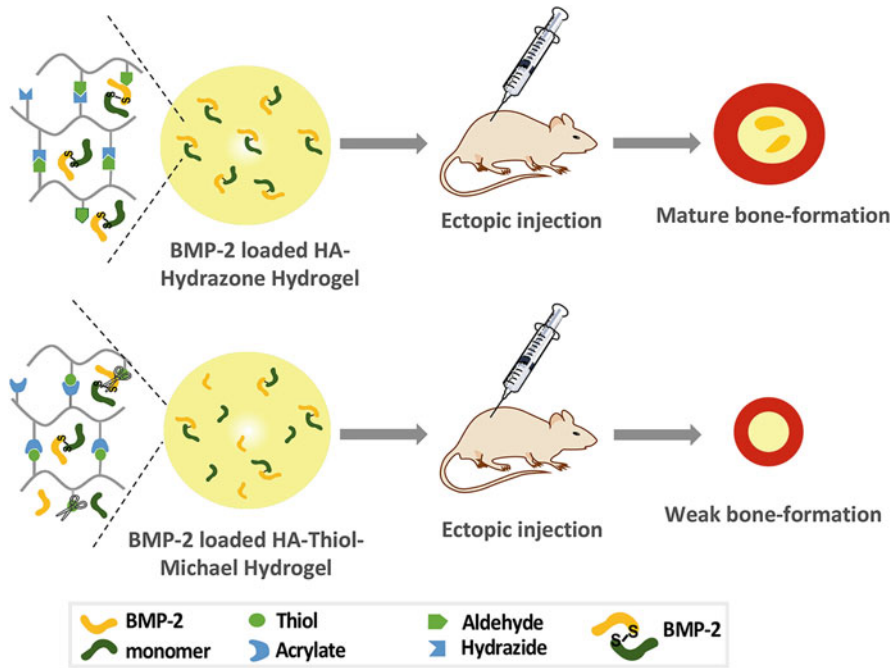 S-S
S-S
S-S
BMP-2 loaded HA-
Hydrazone Hydrogel
Ectopic injection
Mature bone-formation
S
S-S
BMP-2 loaded HA-Thiol-
Michael Hydrogel
Ectopic injection
Weak bone-formation
BMP-2
monomer
Thiol
Acrylate
Aldehyde
Hydrazide
S-S
BMP-2